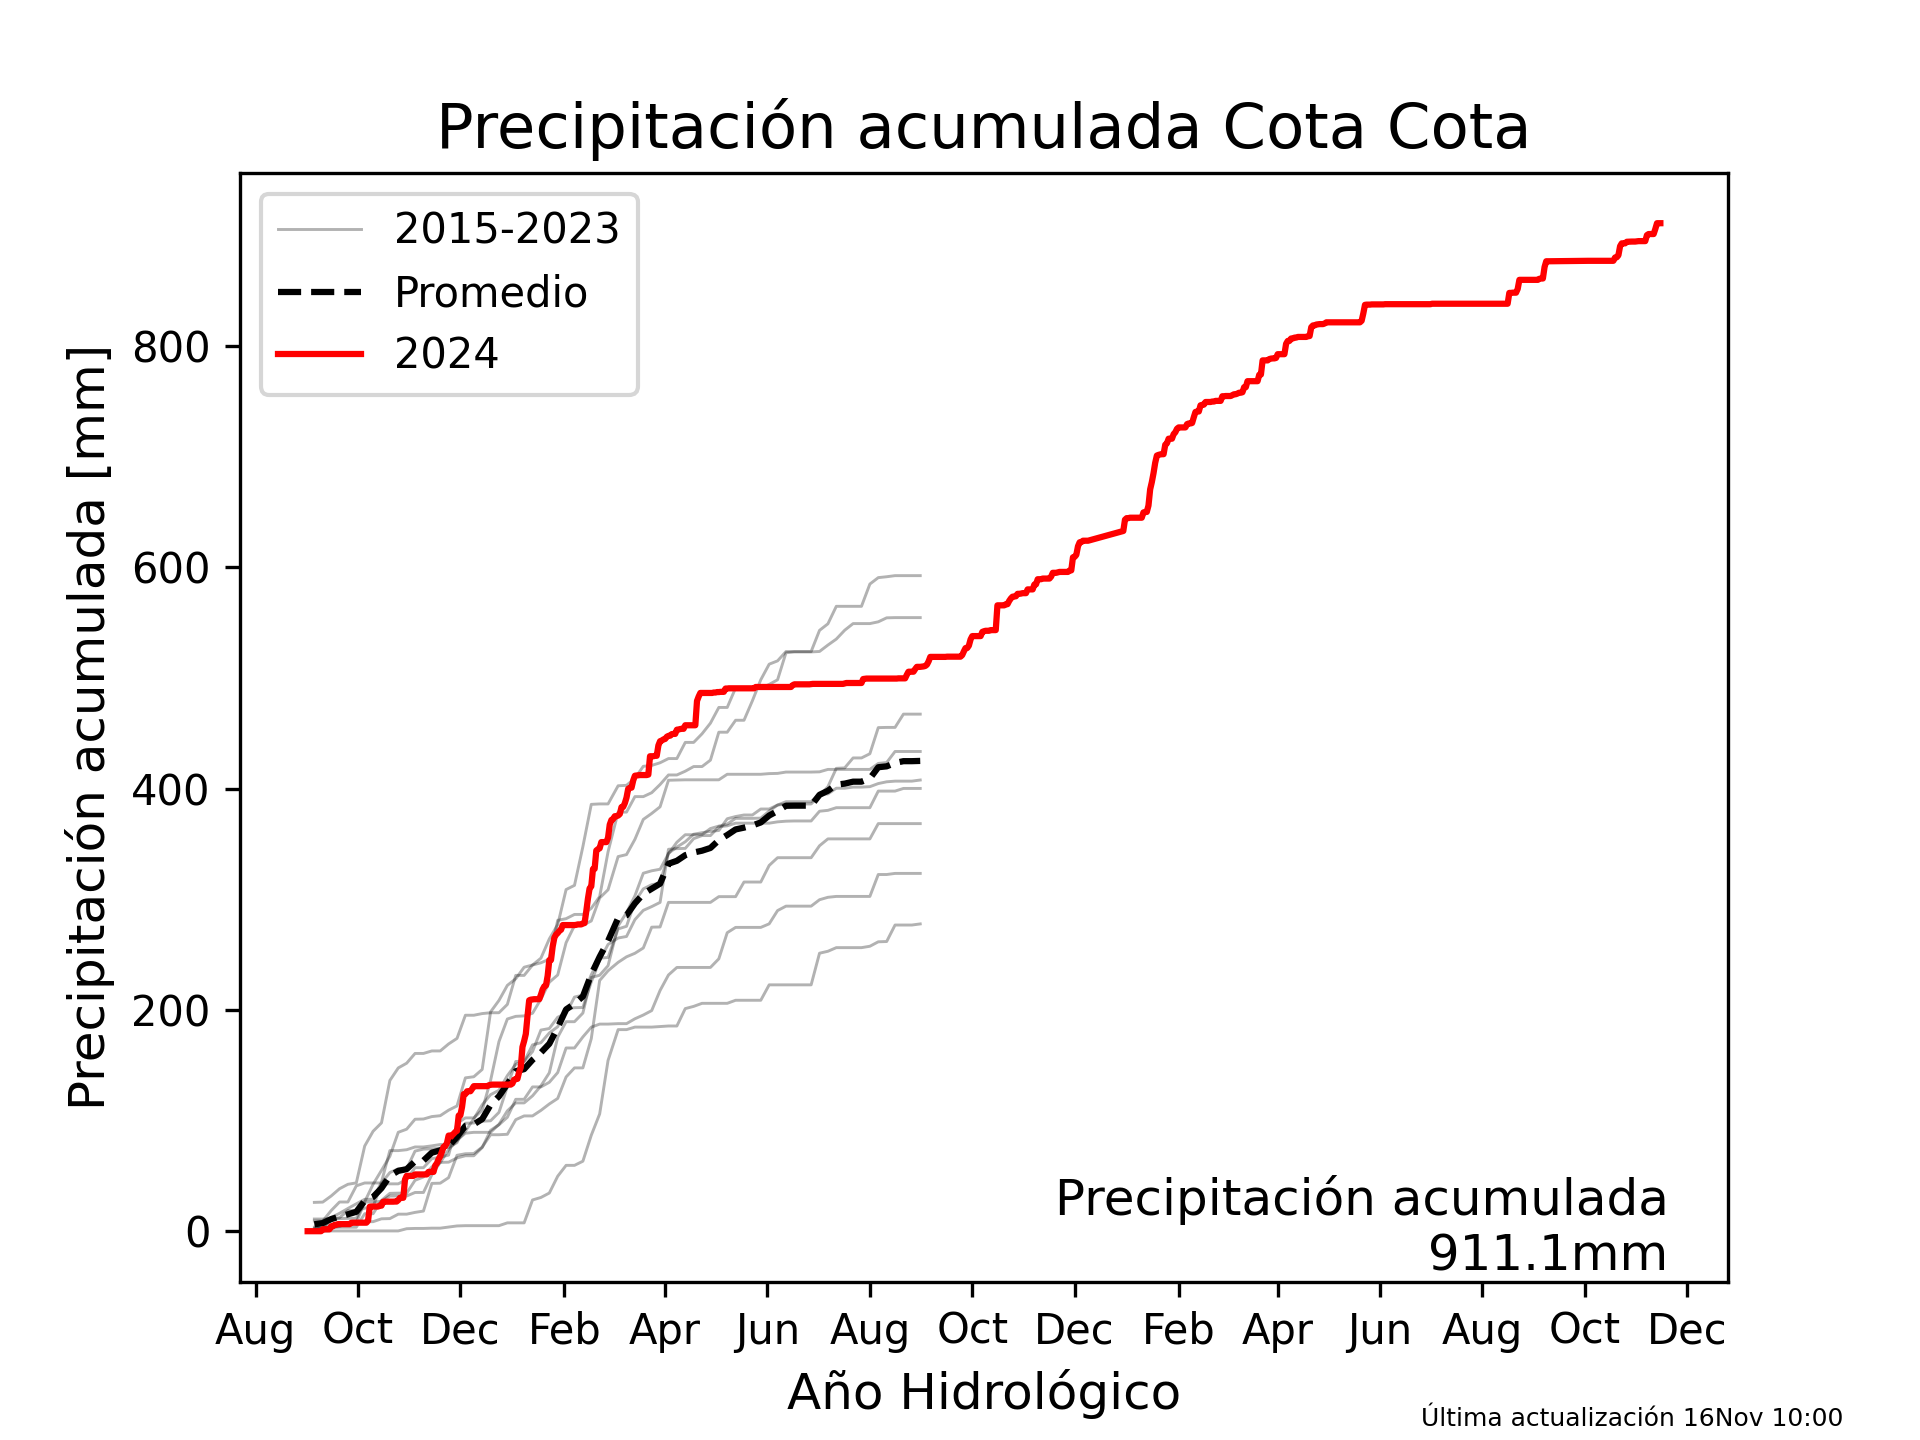 Precipitación acumulada Cota Cota
2015-2023
Promedio
2024
Precipitación acumulada [mm]
800
600
400
200
0
Precipitación acumulada
911.1mm
Aug Oct Dec Feb Apr Jun Aug Oct Dec Feb Apr Jun Aug Oct Dec
Año Hidrológico
Última actualización 16Nov 10:00